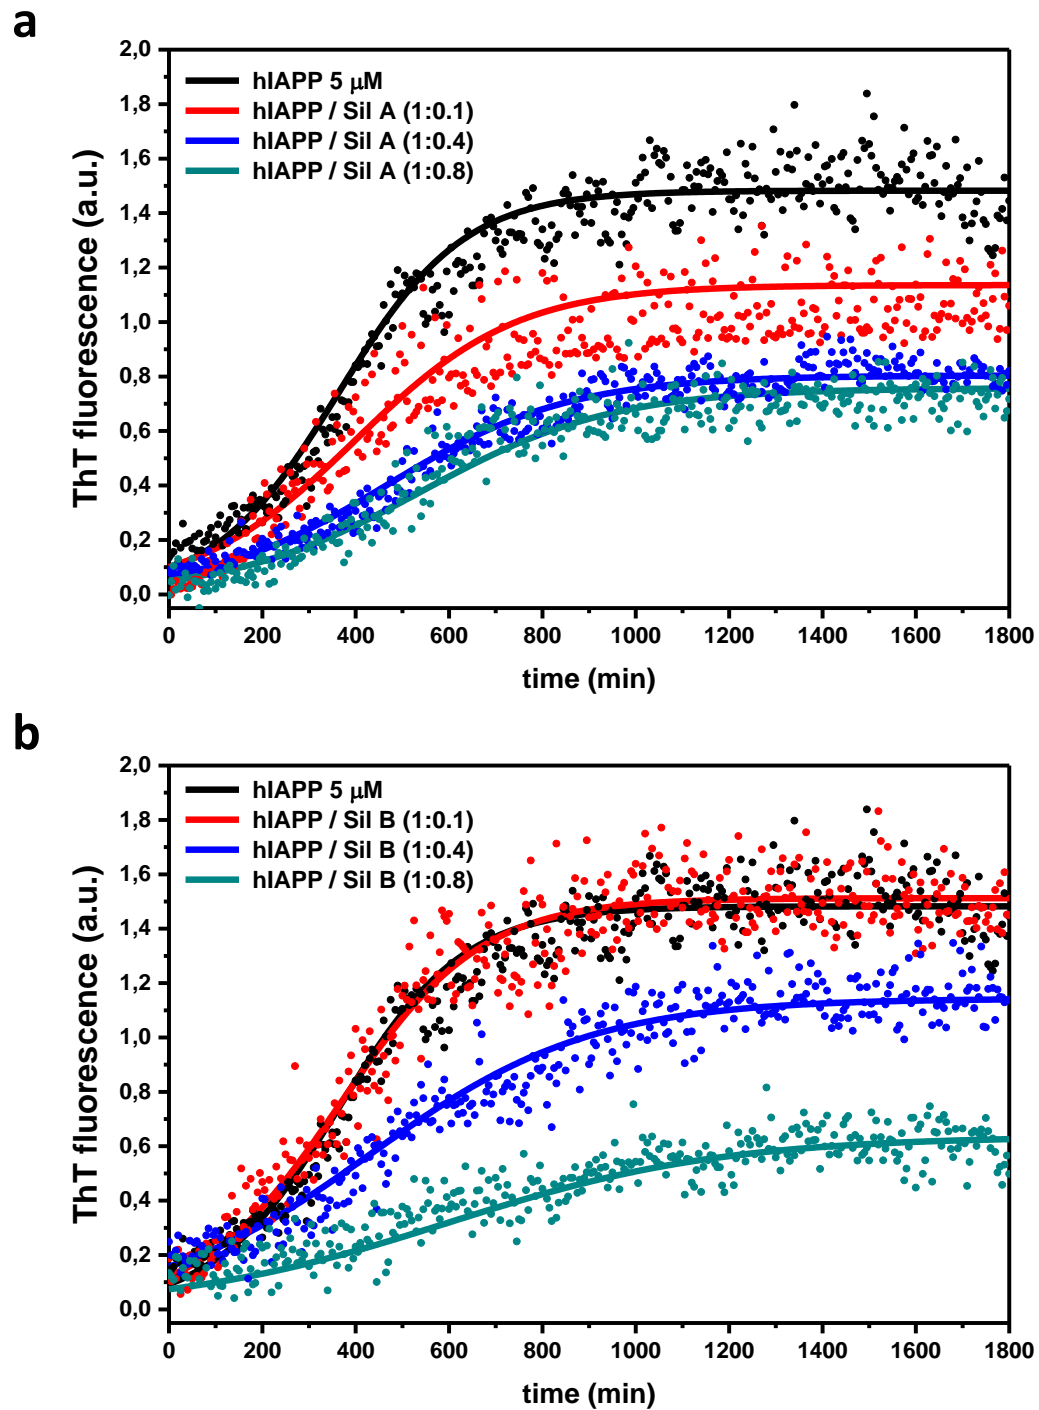 a
2,0
1,8
1,6
1,4
1,2
1,0
0,8
0,6
0,4
0,2
0,0
ThT fluorescence (a.u.)
hIAPP 5 μM
hIAPP / Sil A (1:0.1)
hIAPP / Sil A (1:0.4)
hIAPP / Sil A (1:0.8)
0 200 400 600 800 1000 1200 1400 1600 1800
time (min)
b
2,0
1,8
1,6
1,4
1,2
1,0
0,8
0,6
0,4
0,2
0,0
ThT fluorescence (a.u.)
hIAPP 5 μM
hIAPP / Sil B (1:0.1)
hIAPP / Sil B (1:0.4)
hIAPP / Sil B (1:0.8)
0 200 400 600 800 1000 1200 1400 1600 1800
time (min)